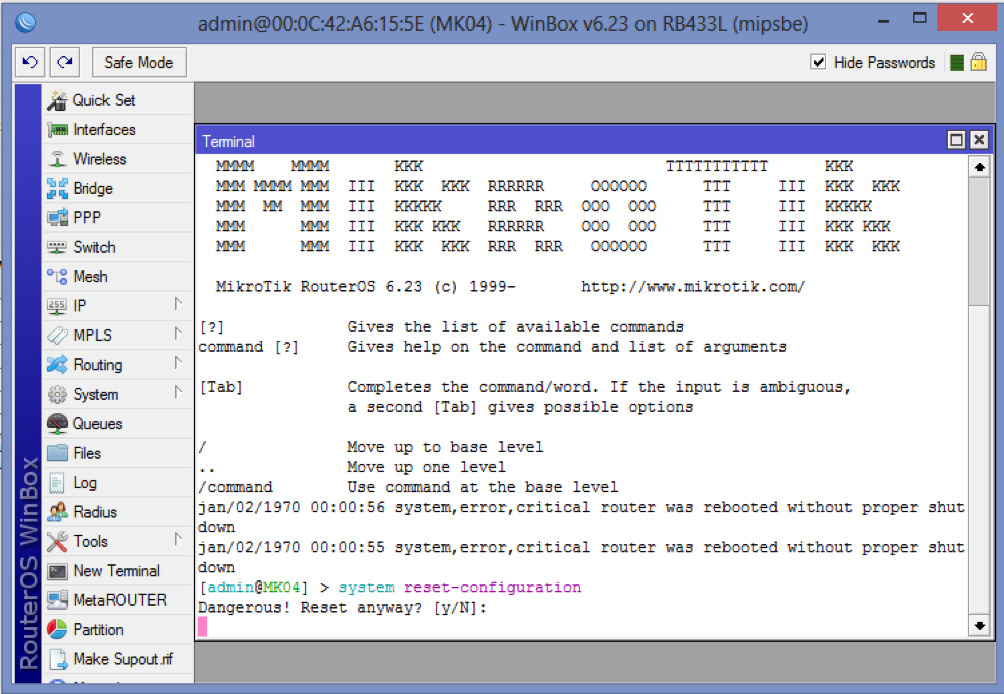 admin@00:0C:42:A6:15:5E (MK04) - WinBox v6.23 on RB433L (mipsbe)
Safe Mode
Hide Passwords
Quick Set
Interfaces
Wireless
Bridge
PPP
Switch
Mesh
255 IP
MPLS
Routing
System
Queues
Files
Log
Radius
Tools
New Terminal
MetaROUTER
Partition
Make Supout.rif
RouterOS WinBox
Terminal
MMMM    MMMM       KKK                          TTTTTTTTTTT      KKK
MMM MMMM MMM  III  KKK  KKK  RRRRRR     OOOOOO      TTT     III  KKK  KKK
MMM  MM  MMM  III  KKKKK     RRR  RRR  OOO  OOO     TTT     III  KKKKK
MMM      MMM  III  KKK KKK   RRRRRR    OOO  OOO     TTT     III  KKK KKK
MMM      MMM  III  KKK  KKK  RRR  RRR   OOOOOO      TTT     III  KKK  KKK
MikroTik RouterOS 6.23 (c) 1999-       http://www.mikrotik.com/
[?]             Gives the list of available commands
command [?]     Gives help on the command and list of arguments
[Tab]           Completes the command/word. If the input is ambiguous,
a second [Tab] gives possible options
/               Move up to base level
..              Move up one level
/command        Use command at the base level
jan/02/1970 00:00:56 system,error,critical router was rebooted without proper shut
down
jan/02/1970 00:00:55 system,error,critical router was rebooted without proper shut
down
[admin@MK04] > system reset-configuration
Dangerous! Reset anyway? [y/N]: